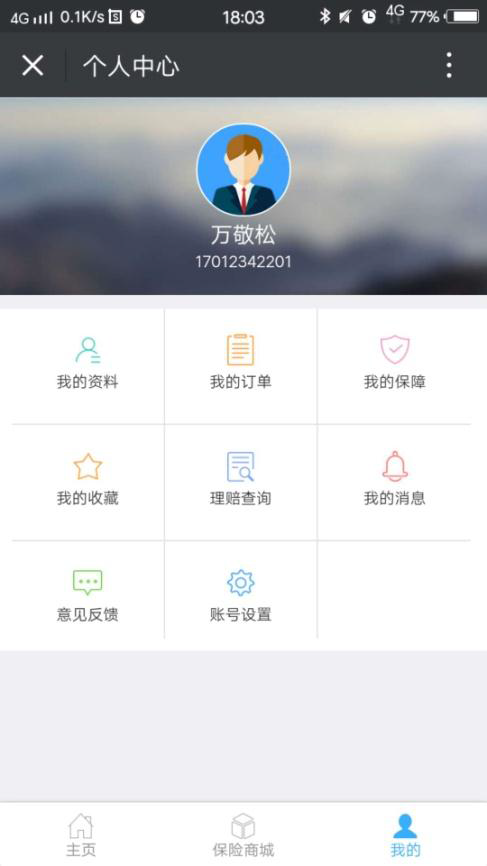 4G 0.1K/s 18:03 4G 77%
个人中心
万敬松
17012342201
我的资料 我的订单 我的保障
我的收藏 理赔查询 我的消息
意见反馈 账号设置
主页 保险商城 我的